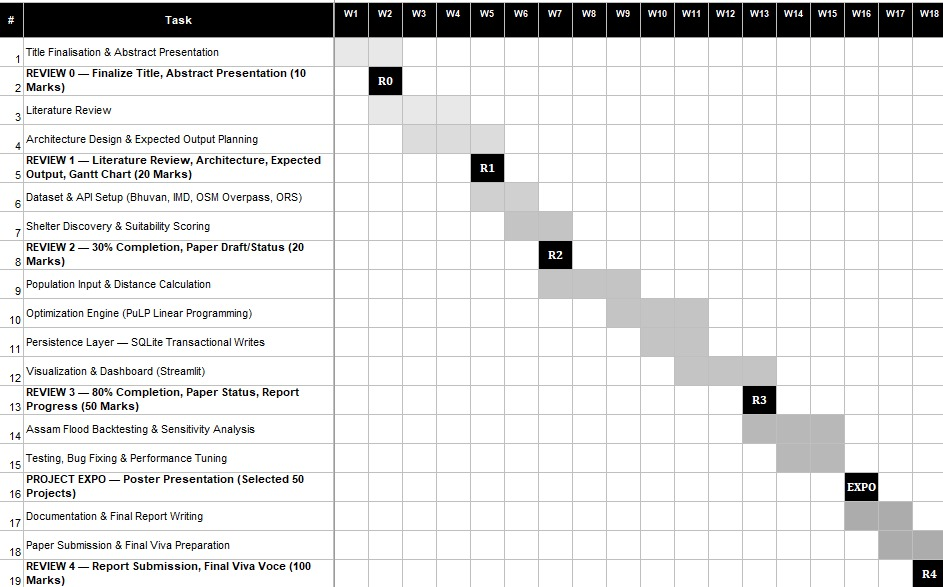 # Task W1 W2 W3 W4 W5 W6 W7 W8 W9 W10 W11 W12 W13 W14 W15 W16 W17 W18
1 Title Finalisation & Abstract Presentation
REVIEW 0 — Finalize Title, Abstract Presentation (10
2 Marks) R0
3 Literature Review
4 Architecture Design & Expected Output Planning
REVIEW 1 — Literature Review, Architecture, Expected
5 Output, Gantt Chart (20 Marks) R1
6 Dataset & API Setup (Bhuvan, IMD, OSM Overpass, ORS)
7 Shelter Discovery & Suitability Scoring
REVIEW 2 — 30% Completion, Paper Draft/Status (20
8 Marks) R2
9 Population Input & Distance Calculation
10 Optimization Engine (PuLP Linear Programming)
11 Persistence Layer — SQLite Transactional Writes
12 Visualization & Dashboard (Streamlit)
REVIEW 3 — 80% Completion, Paper Status, Report
13 Progress (50 Marks) R3
14 Assam Flood Backtesting & Sensitivity Analysis
15 Testing, Bug Fixing & Performance Tuning
PROJECT EXPO — Poster Presentation (Selected 50
16 Projects) EXPO
17 Documentation & Final Report Writing
18 Paper Submission & Final Viva Preparation
REVIEW 4 — Report Submission, Final Viva Voce (100
19 Marks) R4